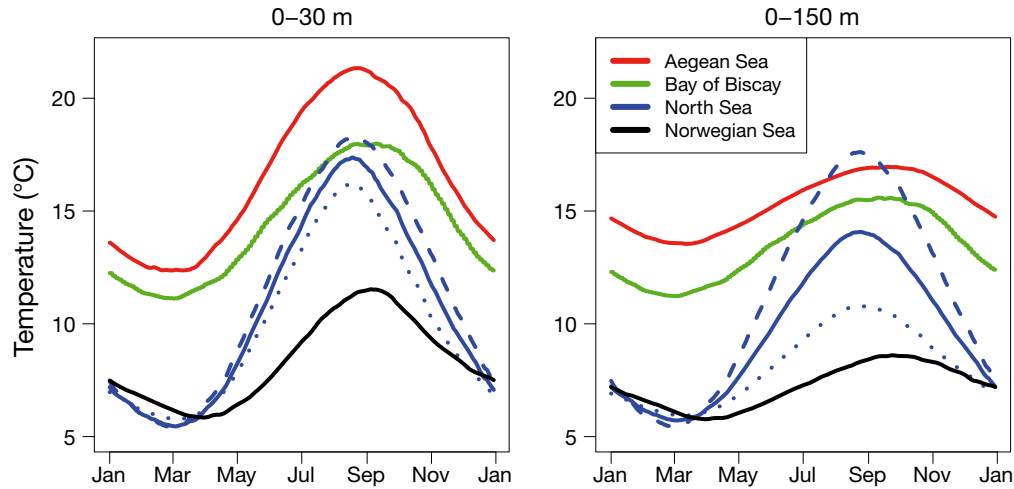 0–30 m
0–150 m
Temperature (°C)
20
15
10
5
Jan Mar May Jul Sep Nov Jan
Aegean Sea
Bay of Biscay
North Sea
Norwegian Sea
20
15
10
5
Jan Mar May Jul Sep Nov Jan